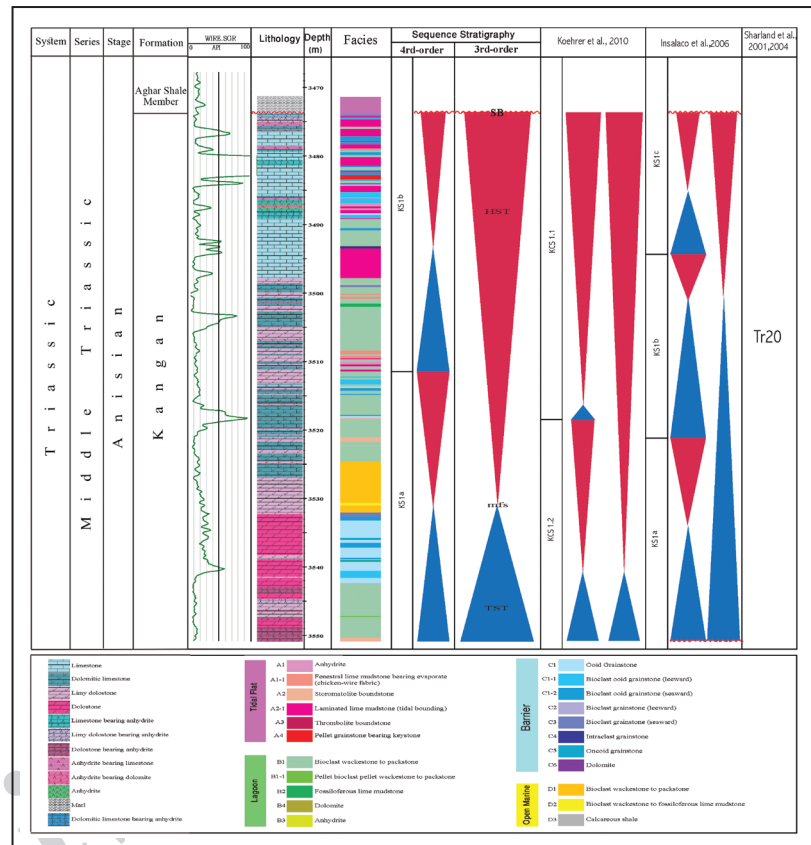 System
Series
Stage
Formation
WIRE.SGR
0 API 100
Lithology
Depth
(m)
Facies
Sequence Stratigraphy
4rd-order
3rd-order
Koehrer et al., 2010
Insalaco et al.,2006
Sharland et al.,
2001,2004
Triassic
Middle Triassic
Anisian
Aghar Shale
Member
Kangan
3470
3480
3490
3500
3510
3520
3530
3540
3550
KS1b
KS1a
SB
HST
mfs
TST
KCS 1.1
KCS 1.2
KS1c
KS1b
KS1a
Tr20
Limestone
Dolomitic limestone
Limy dolostone
Dolostone
Limestone bearing anhydrite
Limy dolostone bearing anhydrite
Dolostone bearing anhydrite
Anhydrite bearing limestone
Anhydrite bearing dolomite
Anhydrite
Marl
Dolomitic limestone bearing anhydrite
Tidal Flat
A1 Anhydrite
A1-1 Fenestral lime mudstone bearing evaporate
(chicken-wire fabric)
A2 Storomatolite boundstone
A2-1 Laminated lime mudstone (tidal bounding)
A3 Thrombolite boundstone
A4 Pellet grainstone bearing keystone
Lagoon
B1 Bioclast wackestone to packstone
B1-1 Pellet bioclast pellet wackestone to packstone
B2 Fossiloferous lime mudstone
B4 Dolomite
B3 Anhydrite
Barrier
C1 Ooid Grainstone
C1-1 Bioclast ooid grainstone (leeward)
C1-2 Bioclast ooid grainstone (seaward)
C2 Bioclast grainstone (leeward)
C3 Bioclast grainstone (seaward)
C4 Intraclast grainstone
C5 Oncoid grainstone
C6 Dolomite
Open Marine
D1 Bioclast wackestone to packstone
D2 Bioclast wackestone to fossiloferous lime mudstone
D3 Calcareous shale